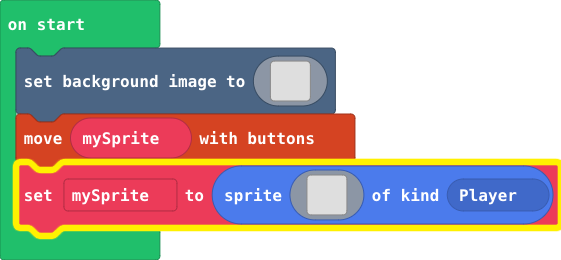 on start
set background image to
move mySprite with buttons
set mySprite to sprite of kind Player